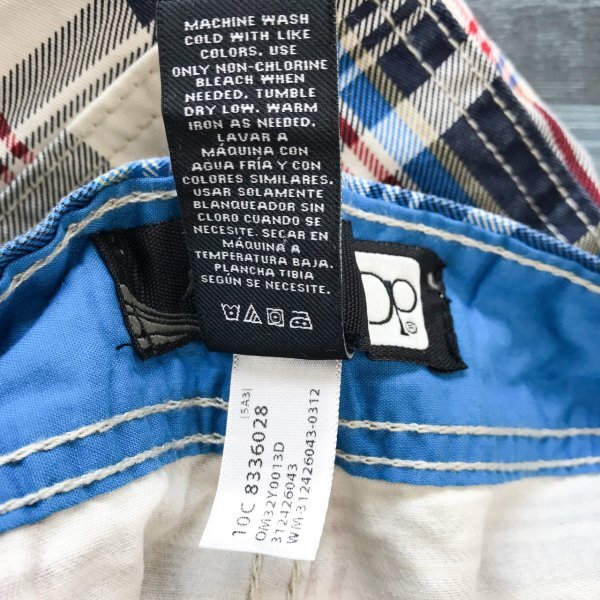 MACHINE WASH
COLD WITH LIKE
COLORS. USE
ONLY NON-CHLORINE
BLEACH WHEN
NEEDED. TUMBLE
DRY LOW. WARM
IRON AS NEEDED.
LAVAR A
MÁQUINA CON
AGUA FRÍA Y CON
COLORES SIMILARES.
USAR SOLAMENTE
BLANQUEADOR SIN
CLORO CUANDO SE
NECESITE. SECAR EN
MÁQUINA A
TEMPERATURA BAJA.
PLANCHA TIBIA
SEGÚN SE NECESITE.
op®
[5A3]
10C 8336028
OM32Y0013D
312426043
WM-312426043-0312